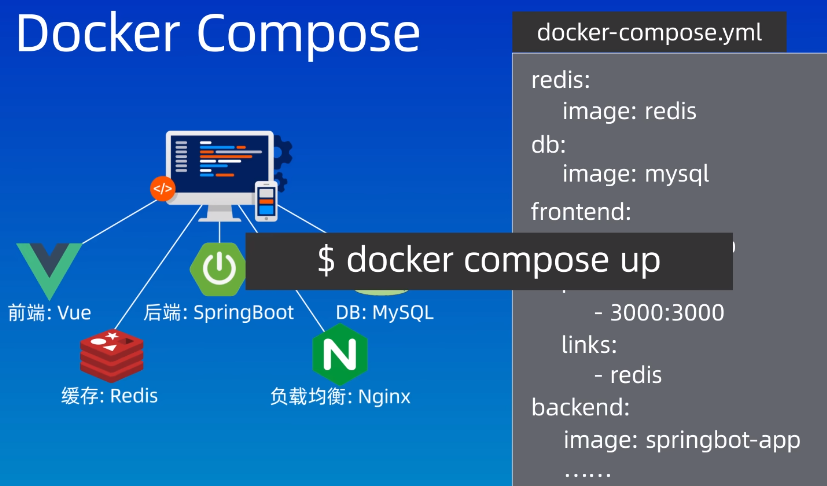 Docker Compose
</>
前端: Vue
后端: SpringBoot
DB: MySQL
缓存: Redis
N
负载均衡: Nginx
$ docker compose up
docker-compose.yml
redis:
image: redis
db:
image: mysql
frontend:
- 3000:3000
links:
- redis
backend:
image: springbot-app
……